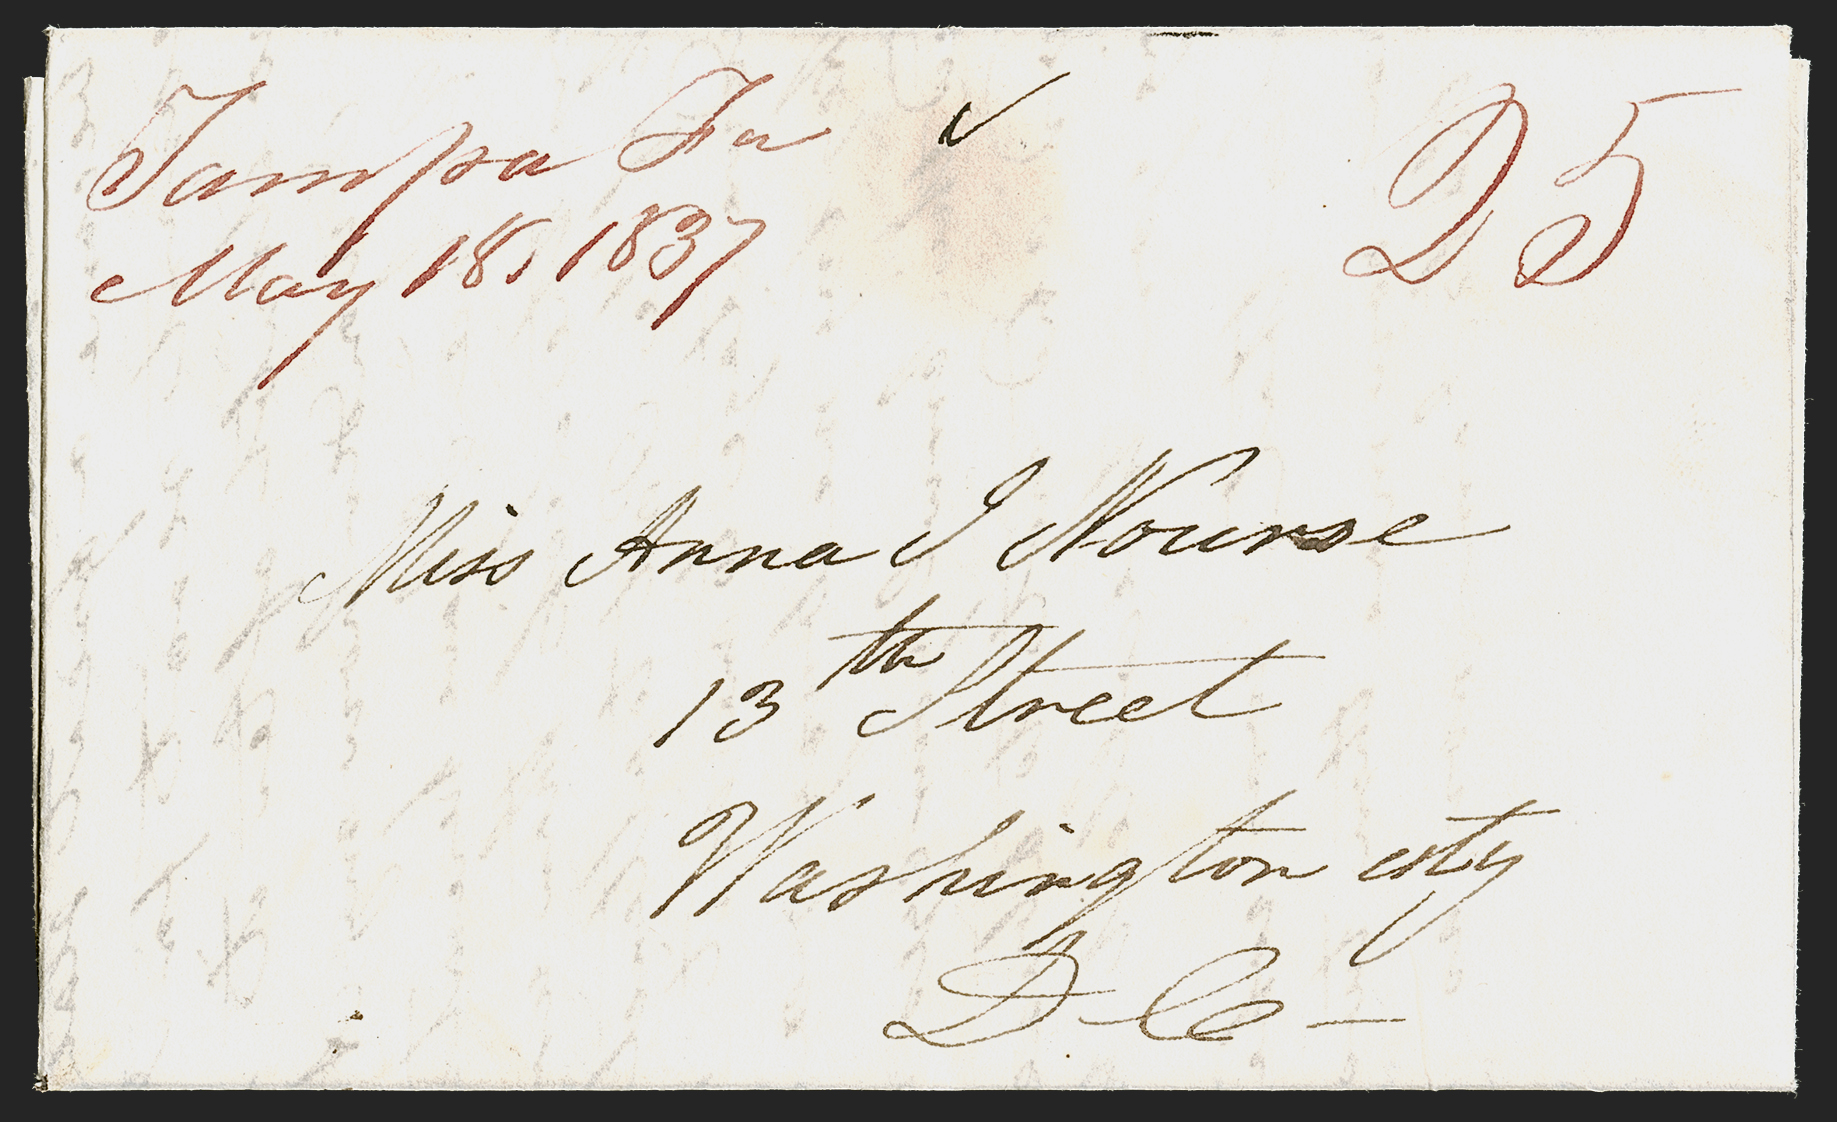 Tampa Fa
May 18, 1837
25
Miss Anna J Nourse
13th Street
Washington city
D C